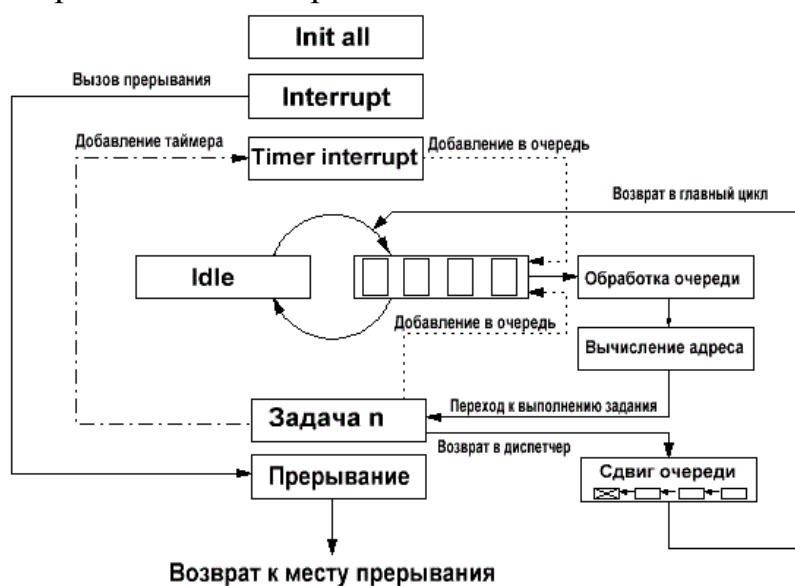 Init all
Вызов прерывания
Interrupt
Добавление таймера
Timer interrupt
Добавление в очередь
Возврат в главный цикл
Idle
Обработка очереди
Добавление в очередь
Вычисление адреса
Задача n
Переход к выполнению задания
Возврат в диспетчер
Прерывание
Сдвиг очереди
Возврат к месту прерывания